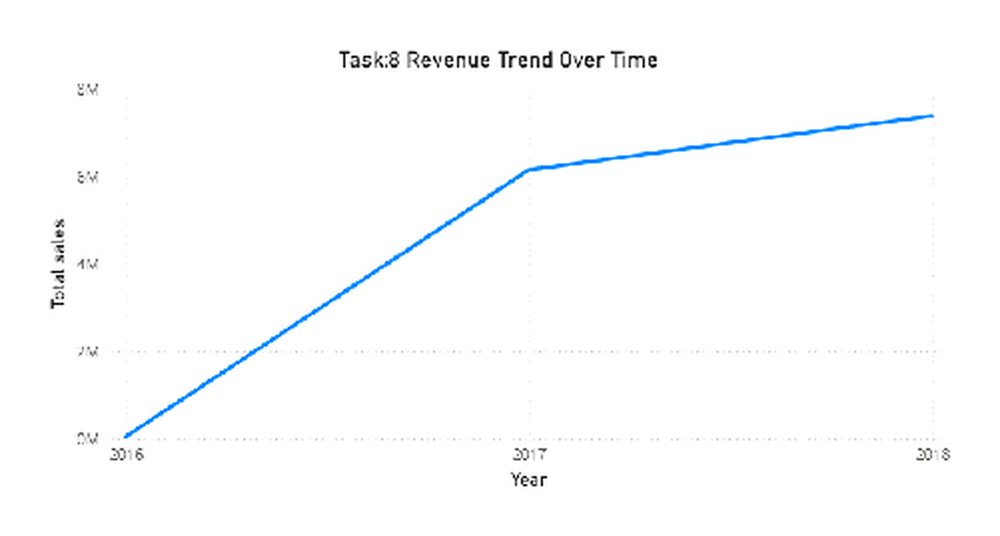 Task:8 Revenue Trend Over Time
8M
6M
4M
2M
0M
Total sales
2016
2017
2018
Year